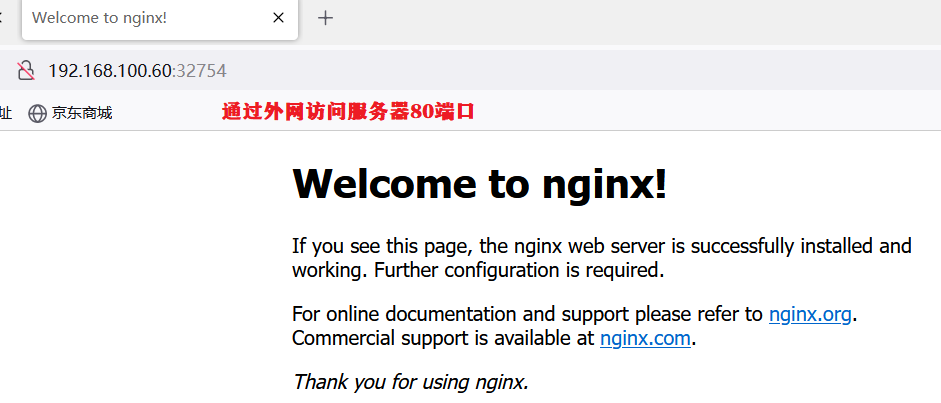 Welcome to nginx!
192.168.100.60:32754
址 京东商城
通过外网访问服务器80端口
Welcome to nginx!
If you see this page, the nginx web server is successfully installed and
working. Further configuration is required.
For online documentation and support please refer to nginx.org.
Commercial support is available at nginx.com.
Thank you for using nginx.